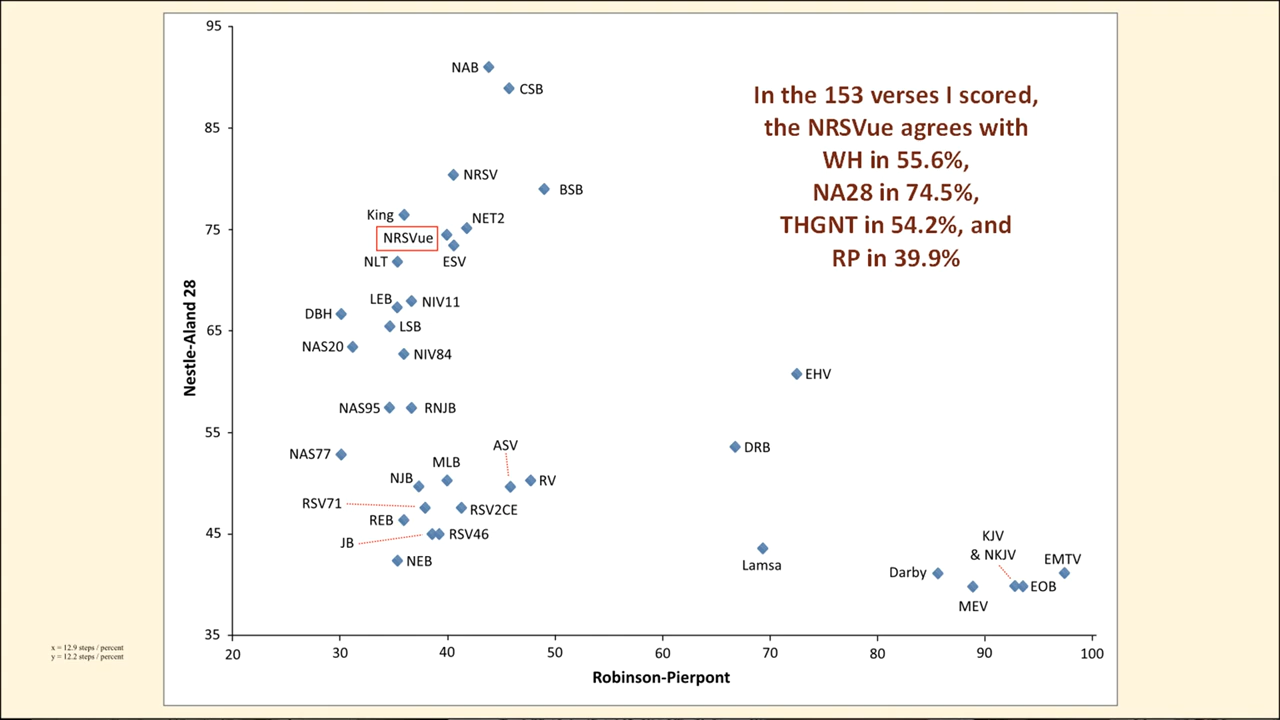 95
NAB
CSB
In the 153 verses I scored,
the NRSVue agrees with
WH in 55.6%,
NA28 in 74.5%,
THGNT in 54.2%, and
RP in 39.9%
85
NRSV
BSB
King
NET2
75
NRSVue
NLT
ESV
LEB
NIV11
DBH
LSB
65
NAS20
NIV84
EHV
NAS95
RNJB
55
ASV
DRB
NAS77
MLB
NJB
RV
RSV71
RSV2CE
REB
45
JB
RSV46
KJV
& NKJV
NEB
Lamsa
EMTV
Darby
EOB
MEV
35
Nestle-Aland 28
20 30 40 50 60 70 80 90 100
Robinson-Pierpont
x = 12.9 steps / percent
y = 12.2 steps / percent